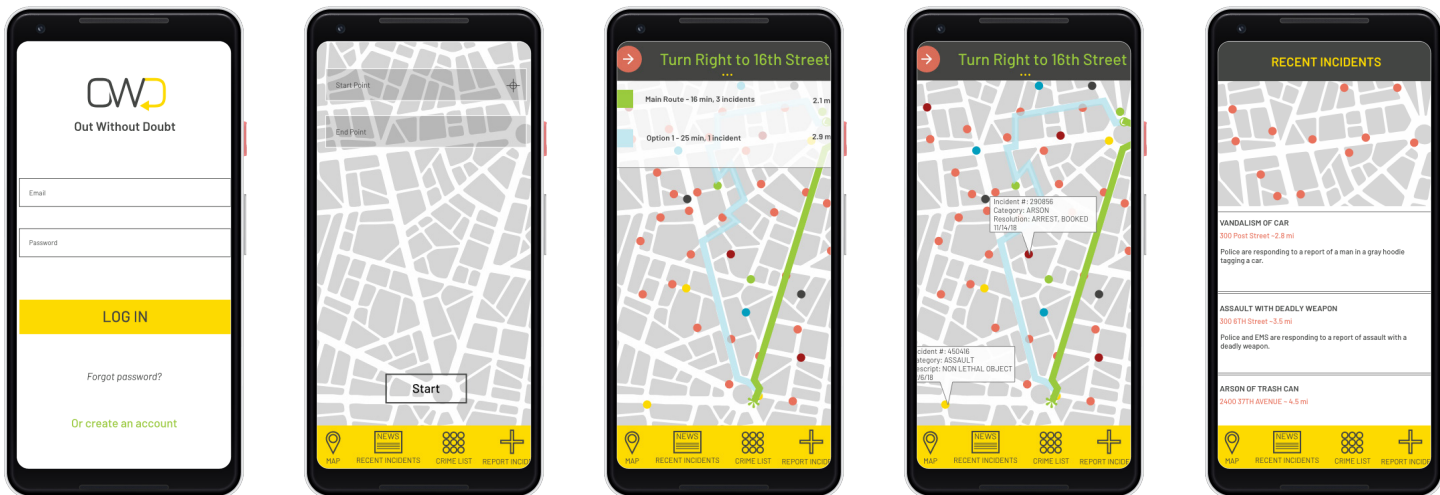 OWD
Out Without Doubt
Email
Password
LOG IN
Forgot password?
Or create an account
Start Point
End Point
Start
NEWS
MAP
RECENT INCIDENTS
CRIME LIST
REPORT INCID
Turn Right to 16th Street
...
Main Route - 16 min, 3 incidents
2.1 m
Option 1 - 25 min, 1 incident
2.9 m
NEWS
MAP
RECENT INCIDENTS
CRIME LIST
REPORT INCIDE
Turn Right to 16th Street
...
Incident #: 290856
Category: ARSON
Resolution: ARREST, BOOKED
11/14/18
cident #: 450416
ategory: ASSAULT
escript: NON LETHAL OBJECT
/6/18
NEWS
MAP
RECENT INCIDENTS
CRIME LIST
REPORT INCIDE
RECENT INCIDENTS
VANDALISM OF CAR
300 Post Street ~2.8 mi
Police are responding to a report of a man in a gray hoodie
tagging a car.
ASSAULT WITH DEADLY WEAPON
300 6TH Street ~3.5 mi
Police and EMS are responding to a report of assault with a
deadly weapon.
ARSON OF TRASH CAN
2400 37TH AVENUE ~ 4.5 mi
NEWS
MAP
RECENT INCIDENTS
CRIME LIST
REPORT INCIDE